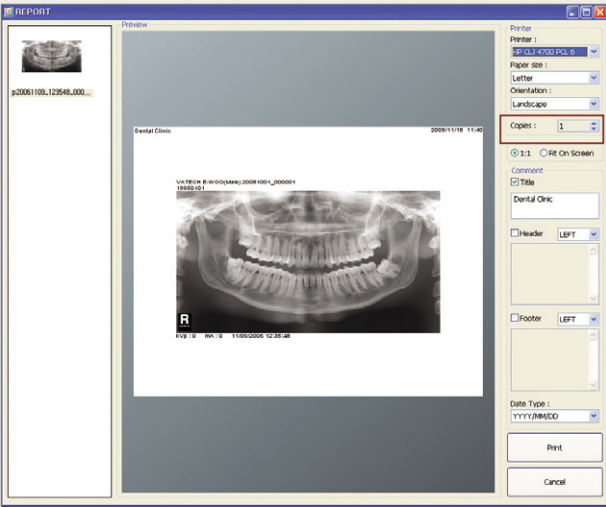 REPORT
p20061109_123548_000,...
Preview
Dental Clinic
2006/11/16 11:40
VATECH E-WOO(Male) 20061001_000001
19950101
R
kVp : 0 mA : 0 11/09/2006 12:35:48
Printer
Printer :
HP CLJ 4700 PCL 6
Paper size :
Letter
Orientation :
Landscape
Copies : 1
1:1 Fit On Screen
Comment
Title
Dental Clinic
Header LEFT
Footer LEFT
Date Type :
YYYY/MM/DD
Print
Cancel